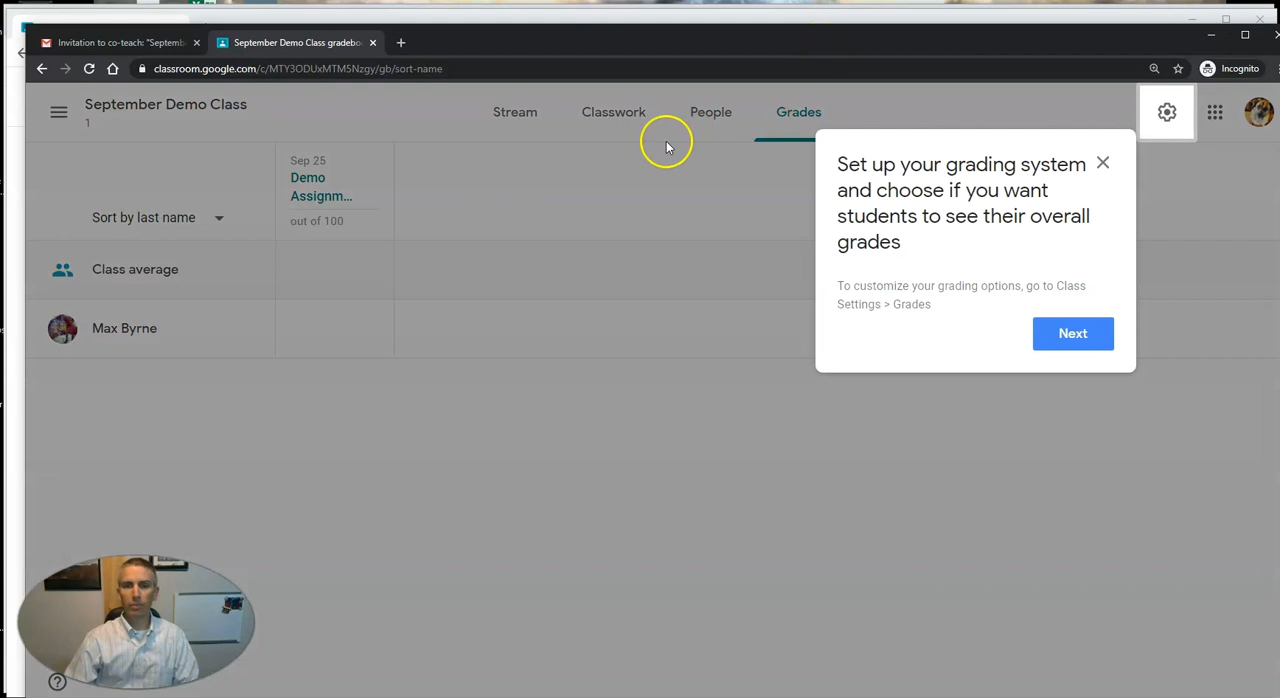 Invitation to co-teach: "Septemb
September Demo Class gradebo
classroom.google.com/c/MTY3ODUxMTM5Nzgy/gb/sort-name
Incognito
September Demo Class
1
Stream
Classwork
People
Grades
Sep 25
Demo
Assignm...
out of 100
Sort by last name
Class average
Max Byrne
Set up your grading system
and choose if you want
students to see their overall
grades
To customize your grading options, go to Class
Settings > Grades
Next